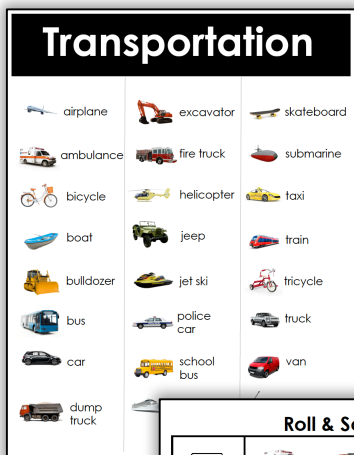 Transportation
airplane
ambulance
bicycle
boat
bulldozer
bus
car
dump
truck
excavator
fire truck
helicopter
jeep
jet ski
police
car
school
bus
skateboard
submarine
taxi
train
tricycle
truck
van
Roll &